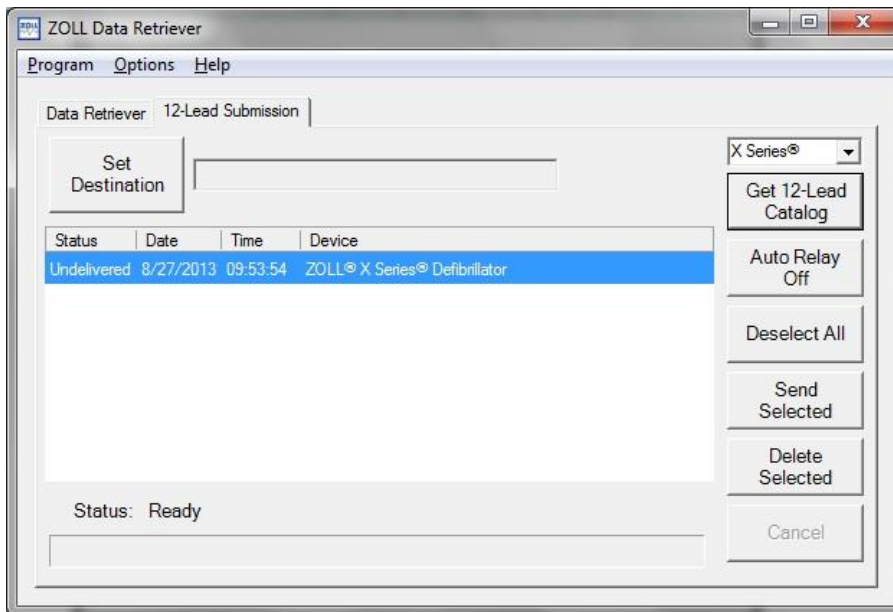 ZOLL ZOLL Data Retriever
Program Options Help
Data Retriever 12-Lead Submission
Set
Destination
X Series®
Get 12-Lead
Catalog
Status Date Time Device
Undelivered 8/27/2013 09:53:54 ZOLL® X Series® Defibrillator
Auto Relay
Off
Deselect All
Send
Selected
Delete
Selected
Status: Ready
Cancel